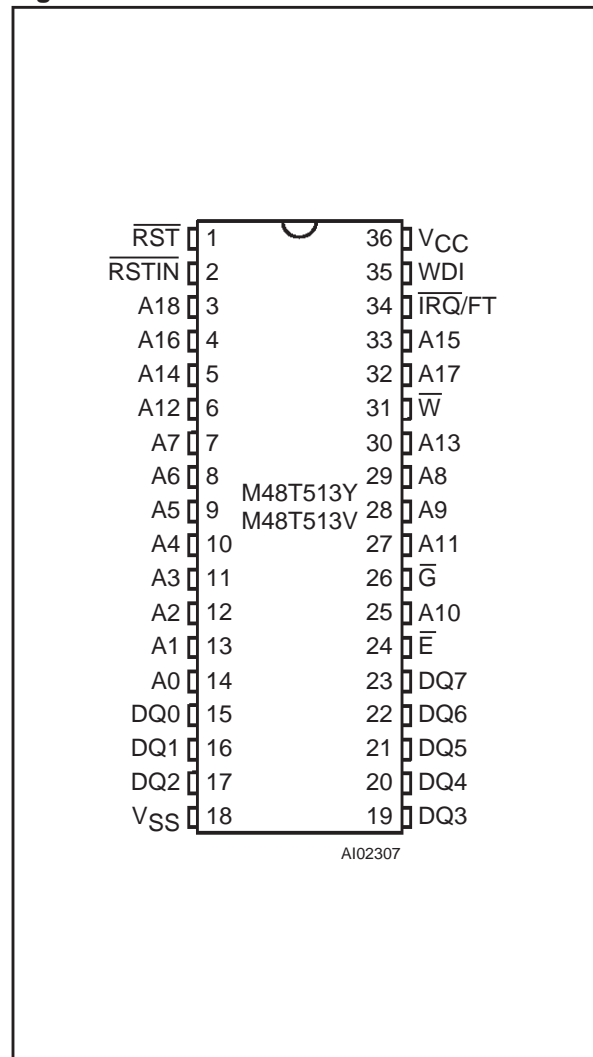 R̅S̅T̅ 1 36 VCC
R̅S̅T̅I̅N̅ 2 35 WDI
A18 3 34 I̅R̅Q̅/FT
A16 4 33 A15
A14 5 32 A17
A12 6 31 W̅
A7 7 30 A13
A6 8 29 A8
M48T513Y
A5 9 28 A9
M48T513V
A4 10 27 A11
A3 11 26 G̅
A2 12 25 A10
A1 13 24 E̅
A0 14 23 DQ7
DQ0 15 22 DQ6
DQ1 16 21 DQ5
DQ2 17 20 DQ4
VSS 18 19 DQ3
AI02307